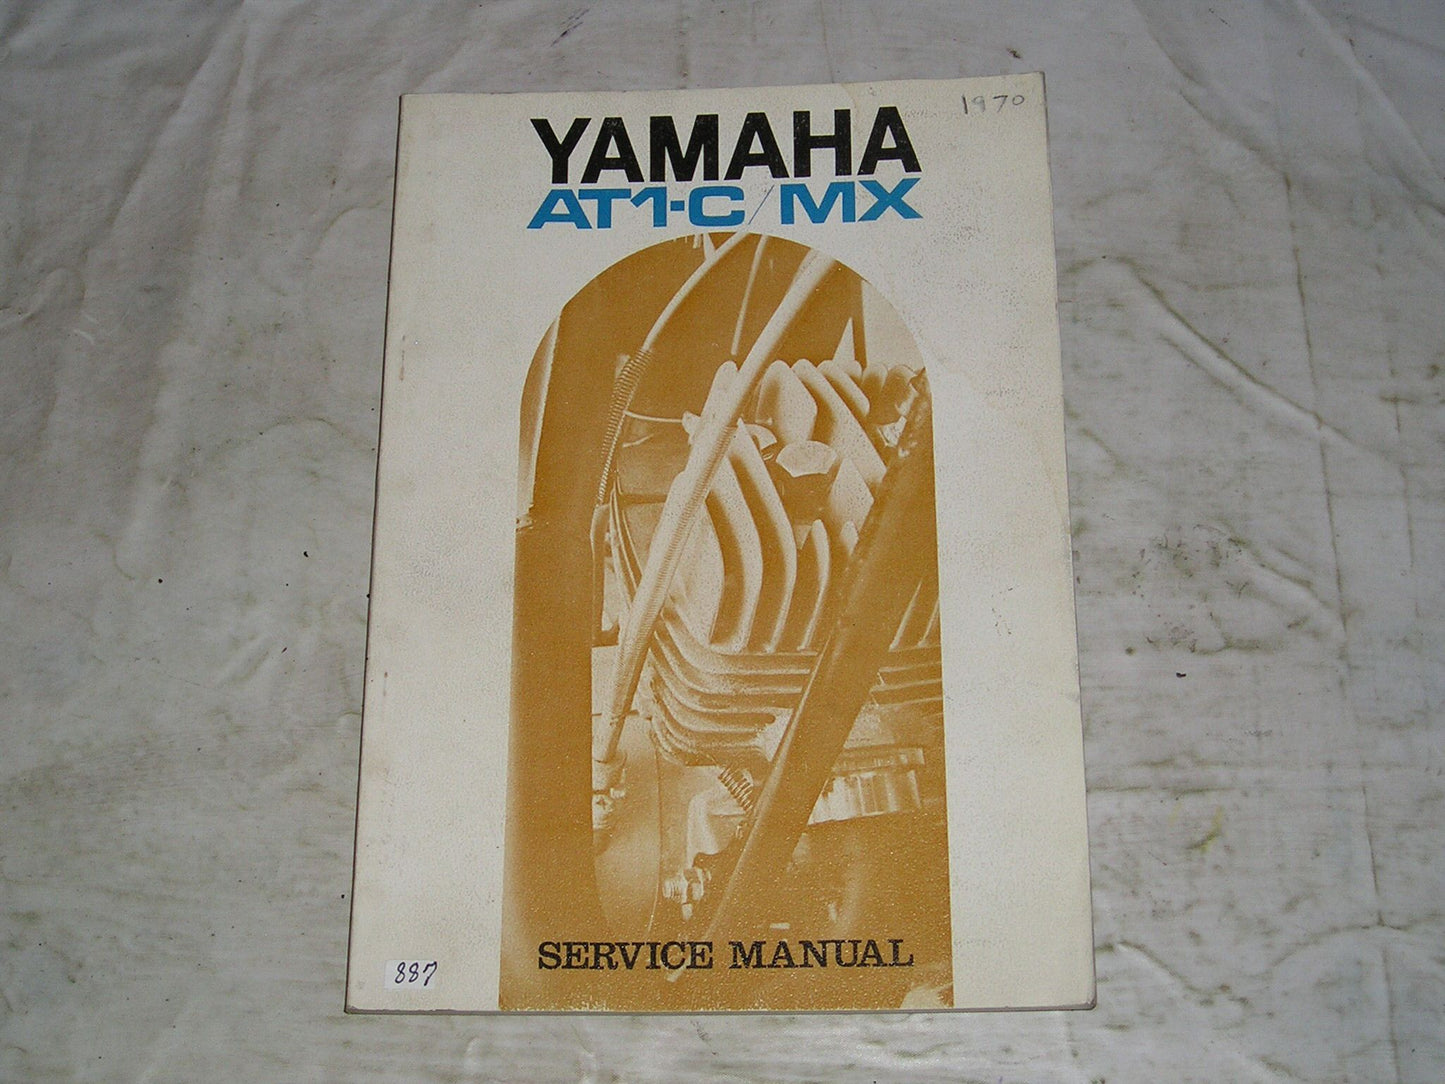 1970
YAMAHA
AT1-C/MX
SERVICE MANUAL
887